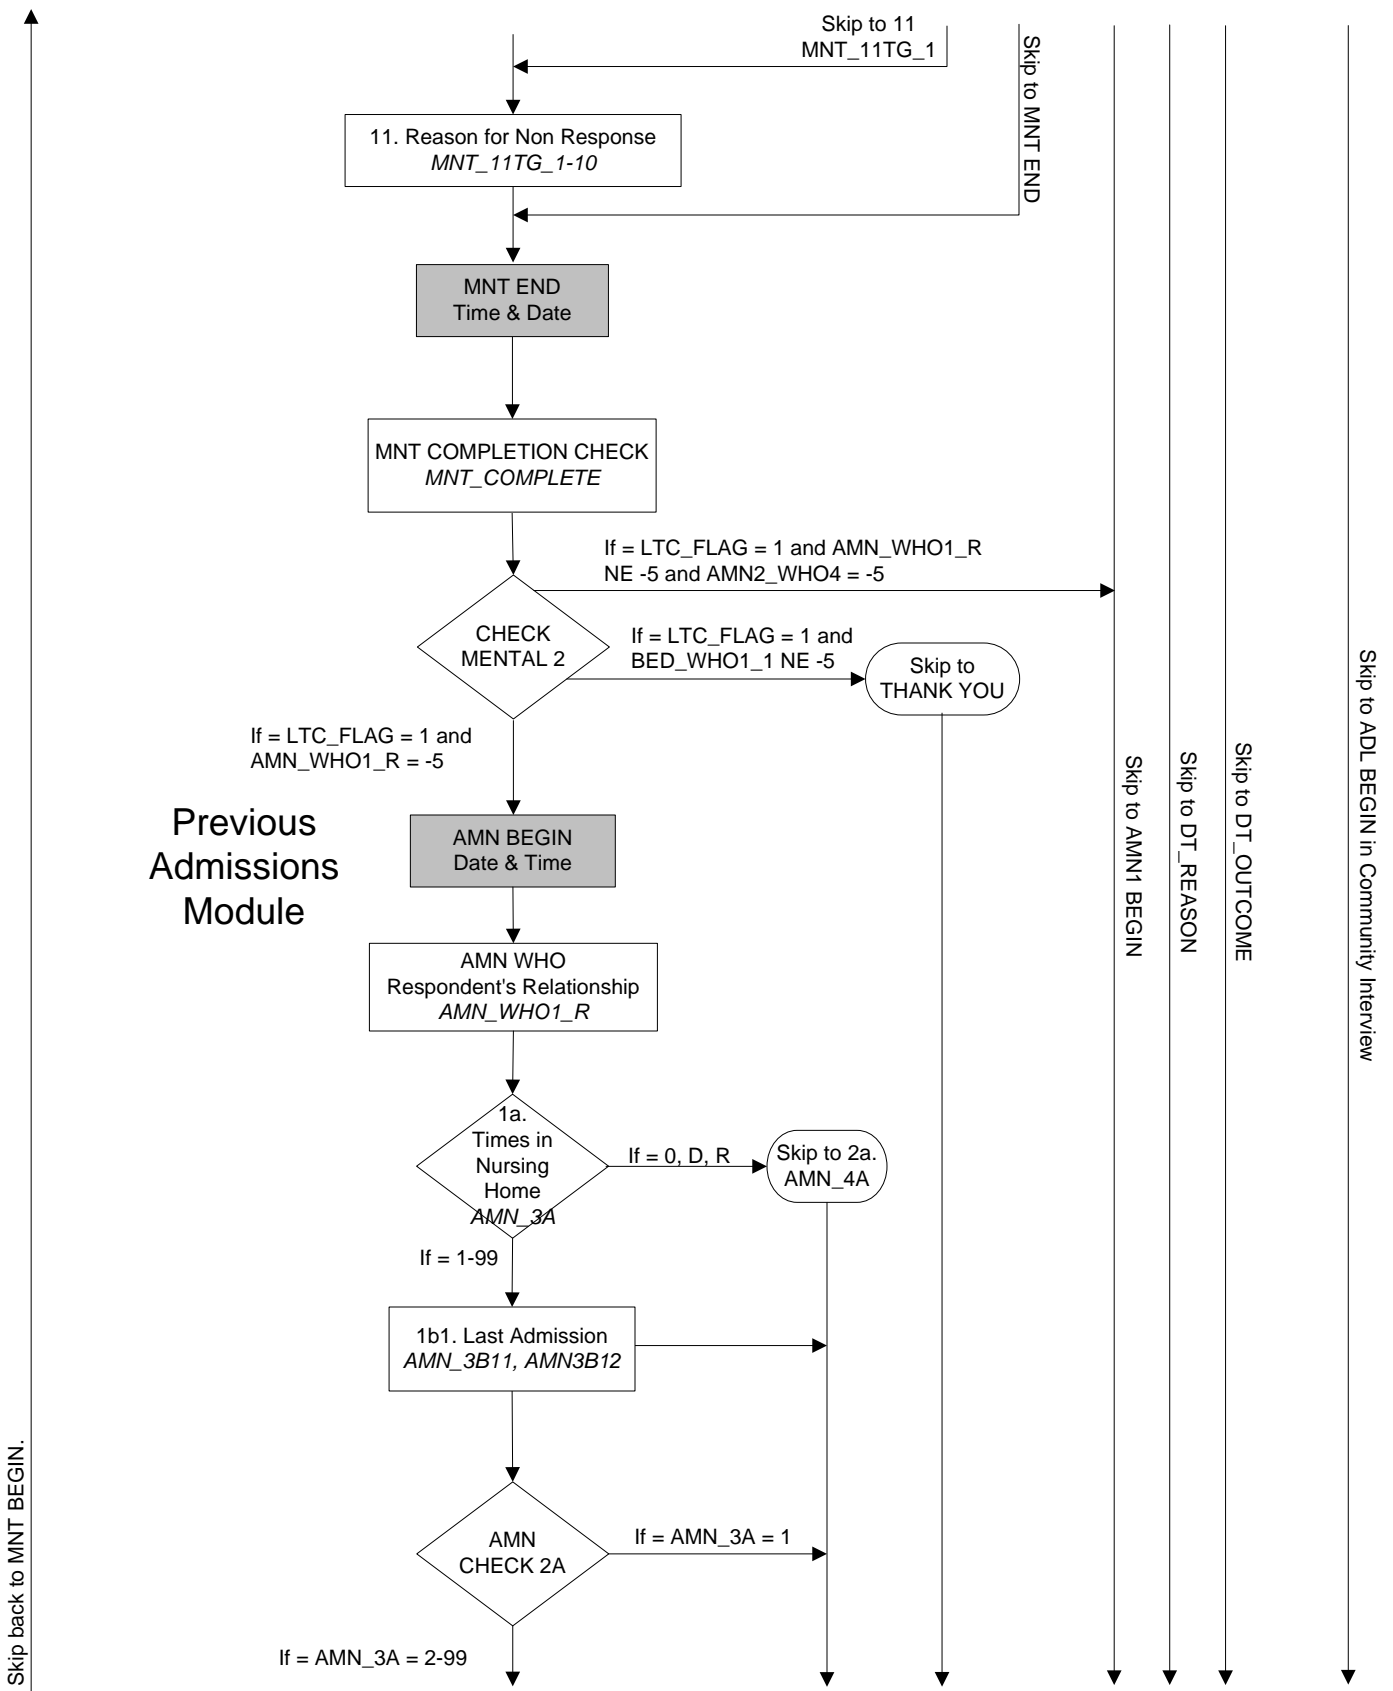 Skip to 11
MNT_11TG_1
Skip to MNT END
11. Reason for Non Response
MNT_11TG_1-10
MNT END
Time & Date
MNT COMPLETION CHECK
MNT_COMPLETE
If = LTC_FLAG = 1 and AMN_WHO1_R
NE -5 and AMN2_WHO4 = -5
CHECK
MENTAL 2
If = LTC_FLAG = 1 and
BED_WHO1_1 NE -5
Skip to
THANK YOU
If = LTC_FLAG = 1 and
AMN_WHO1_R = -5
Skip to AMN1 BEGIN
Skip to DT_REASON
Skip to DT_OUTCOME
Skip to ADL BEGIN in Community Interview
Previous
Admissions
Module
AMN BEGIN
Date & Time
AMN WHO
Respondent's Relationship
AMN_WHO1_R
1a.
Times in
Nursing
Home
AMN_3A
If = 0, D, R
Skip to 2a.
AMN_4A
If = 1-99
1b1. Last Admission
AMN_3B11, AMN3B12
AMN
CHECK 2A
If = AMN_3A = 1
If = AMN_3A = 2-99
Skip back to MNT BEGIN.